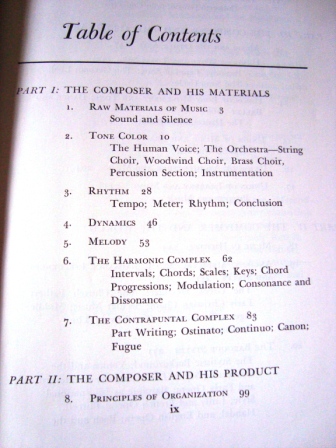 Table of Contents
PART I: THE COMPOSER AND HIS MATERIALS
1. RAW MATERIALS OF MUSIC 3
Sound and Silence
2. TONE COLOR 10
The Human Voice; The Orchestra—String
Choir, Woodwind Choir, Brass Choir,
Percussion Section; Instrumentation
3. RHYTHM 28
Tempo; Meter; Rhythm; Conclusion
4. DYNAMICS 46
5. MELODY 53
6. THE HARMONIC COMPLEX 62
Intervals; Chords; Scales; Keys; Chord
Progressions; Modulation; Consonance and
Dissonance
7. THE CONTRAPUNTAL COMPLEX 83
Part Writing; Ostinato; Continuo; Canon;
Fugue
PART II: THE COMPOSER AND HIS PRODUCT
8. PRINCIPLES OF ORGANIZATION 99
ix